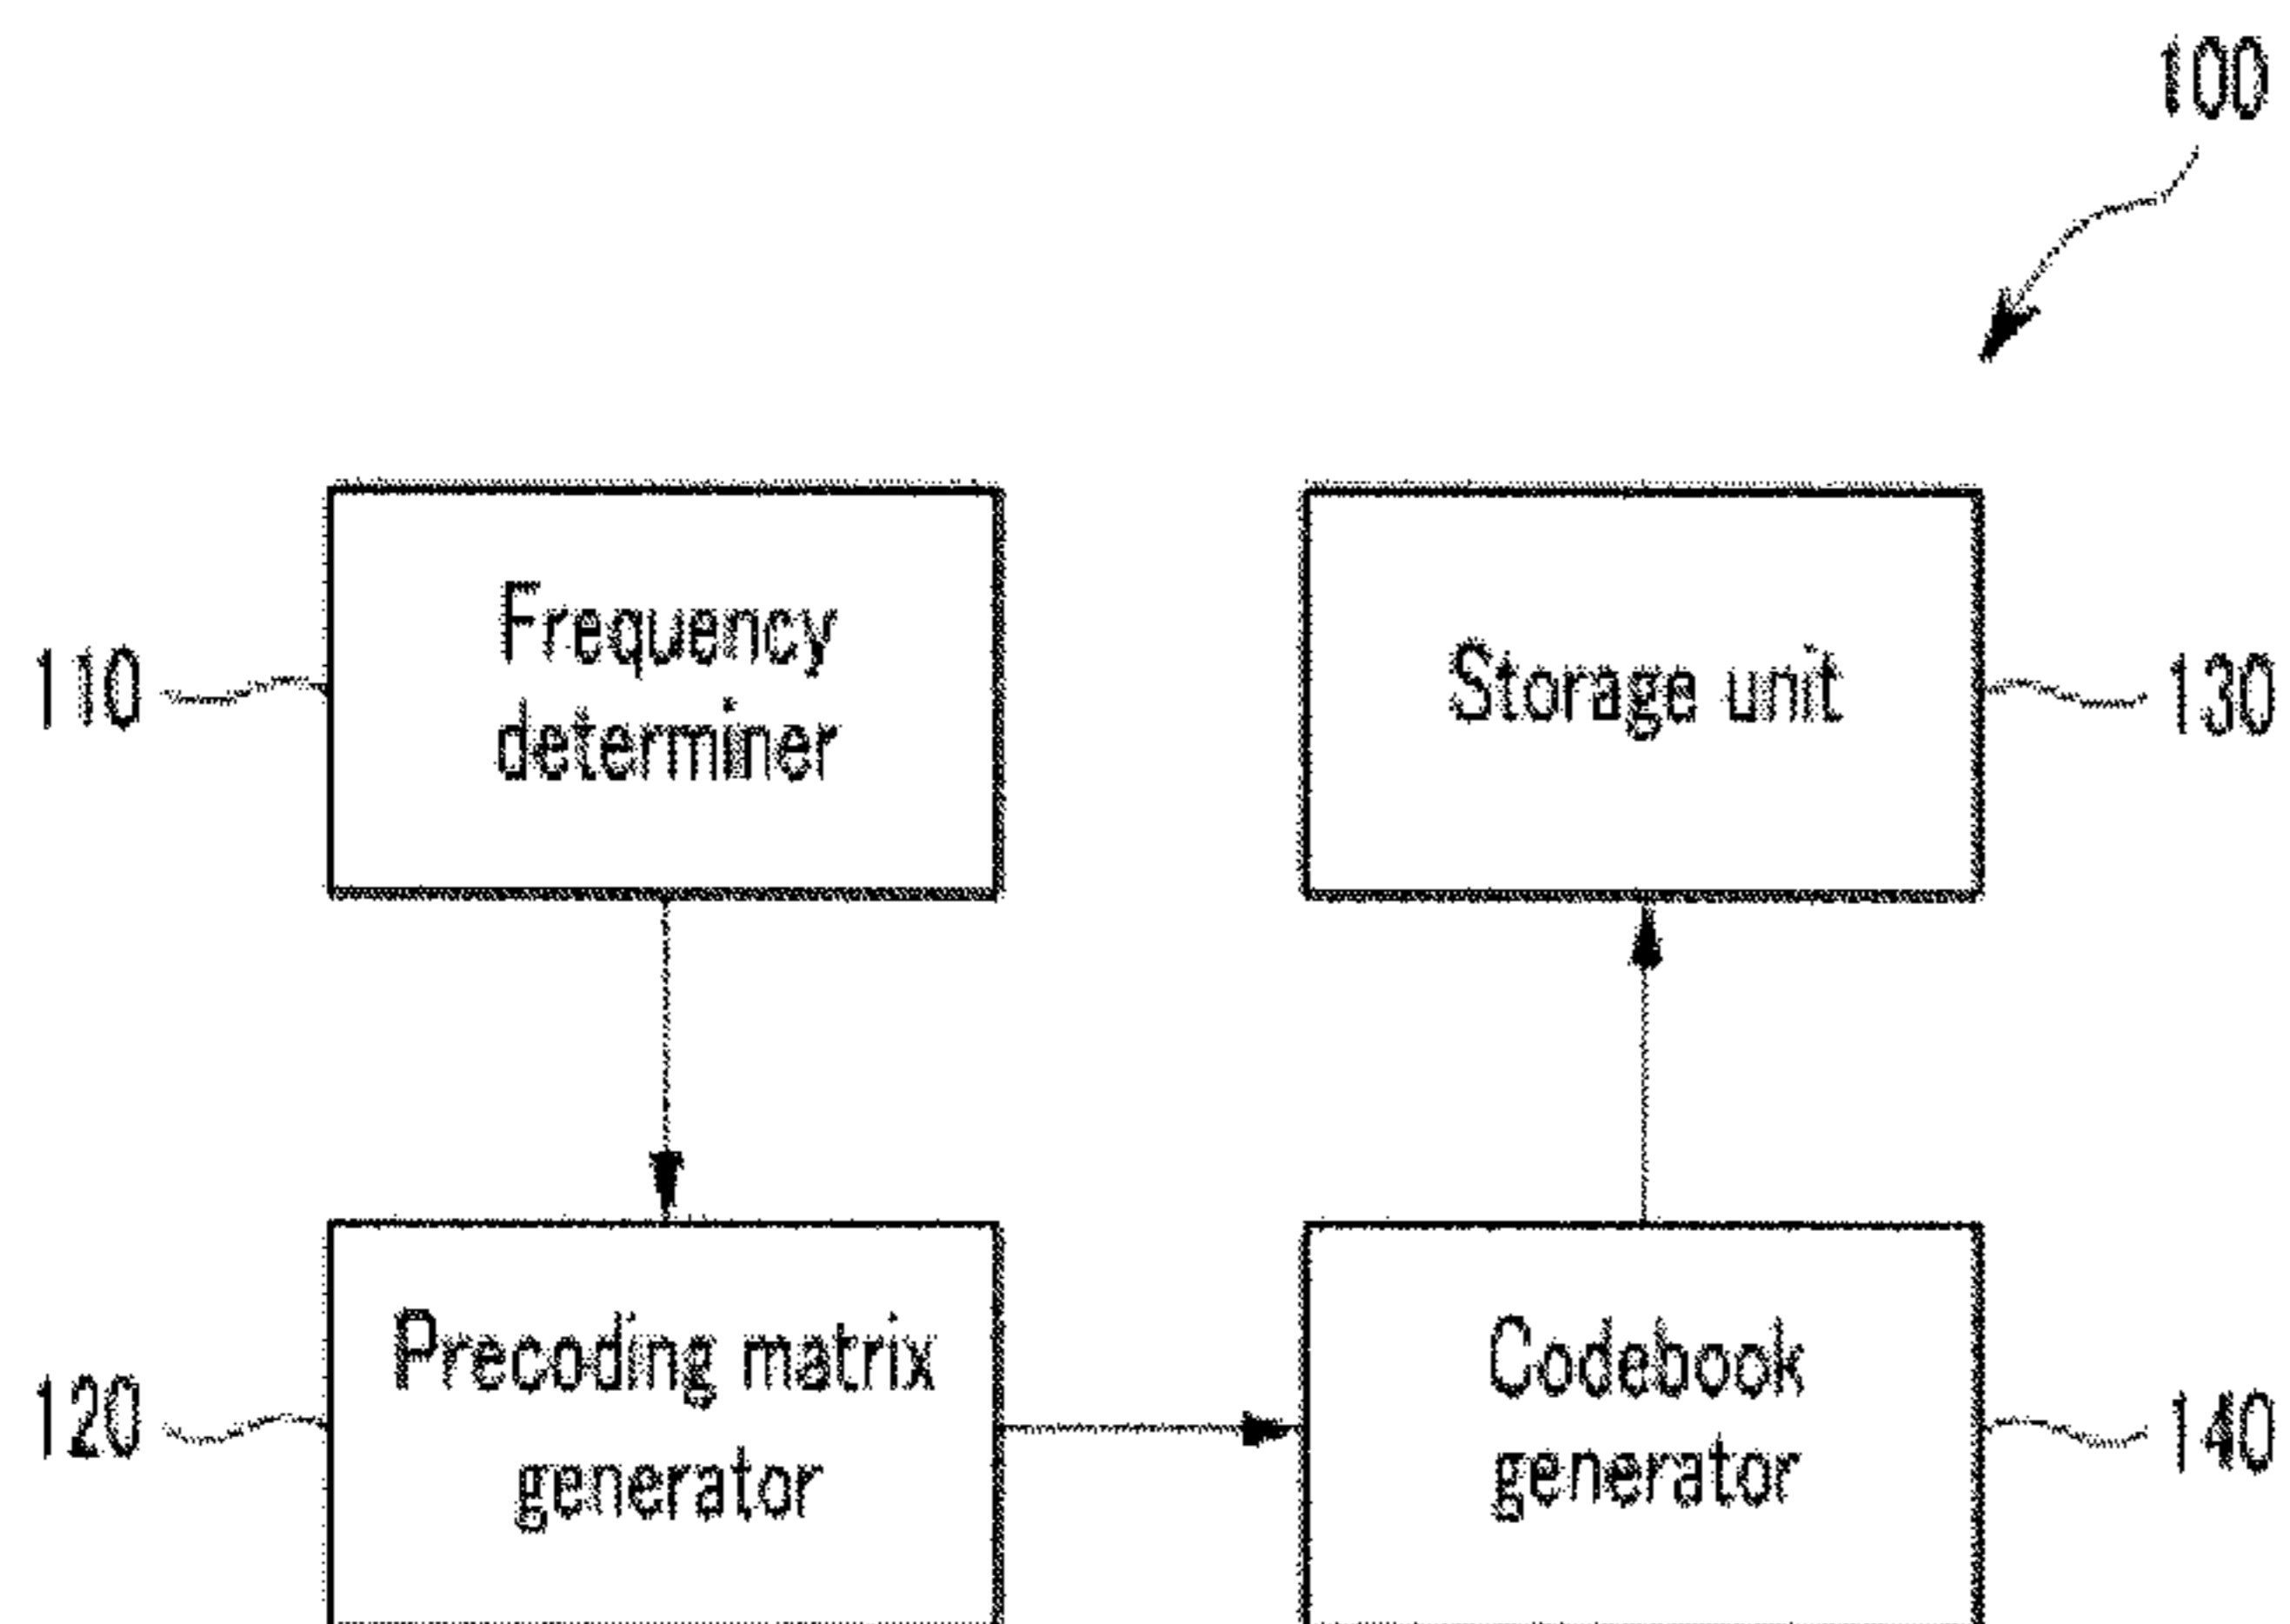 100
110
Frequency
determiner
Storage unit
130
120
Precoding matrix
generator
Codebook
generator
140